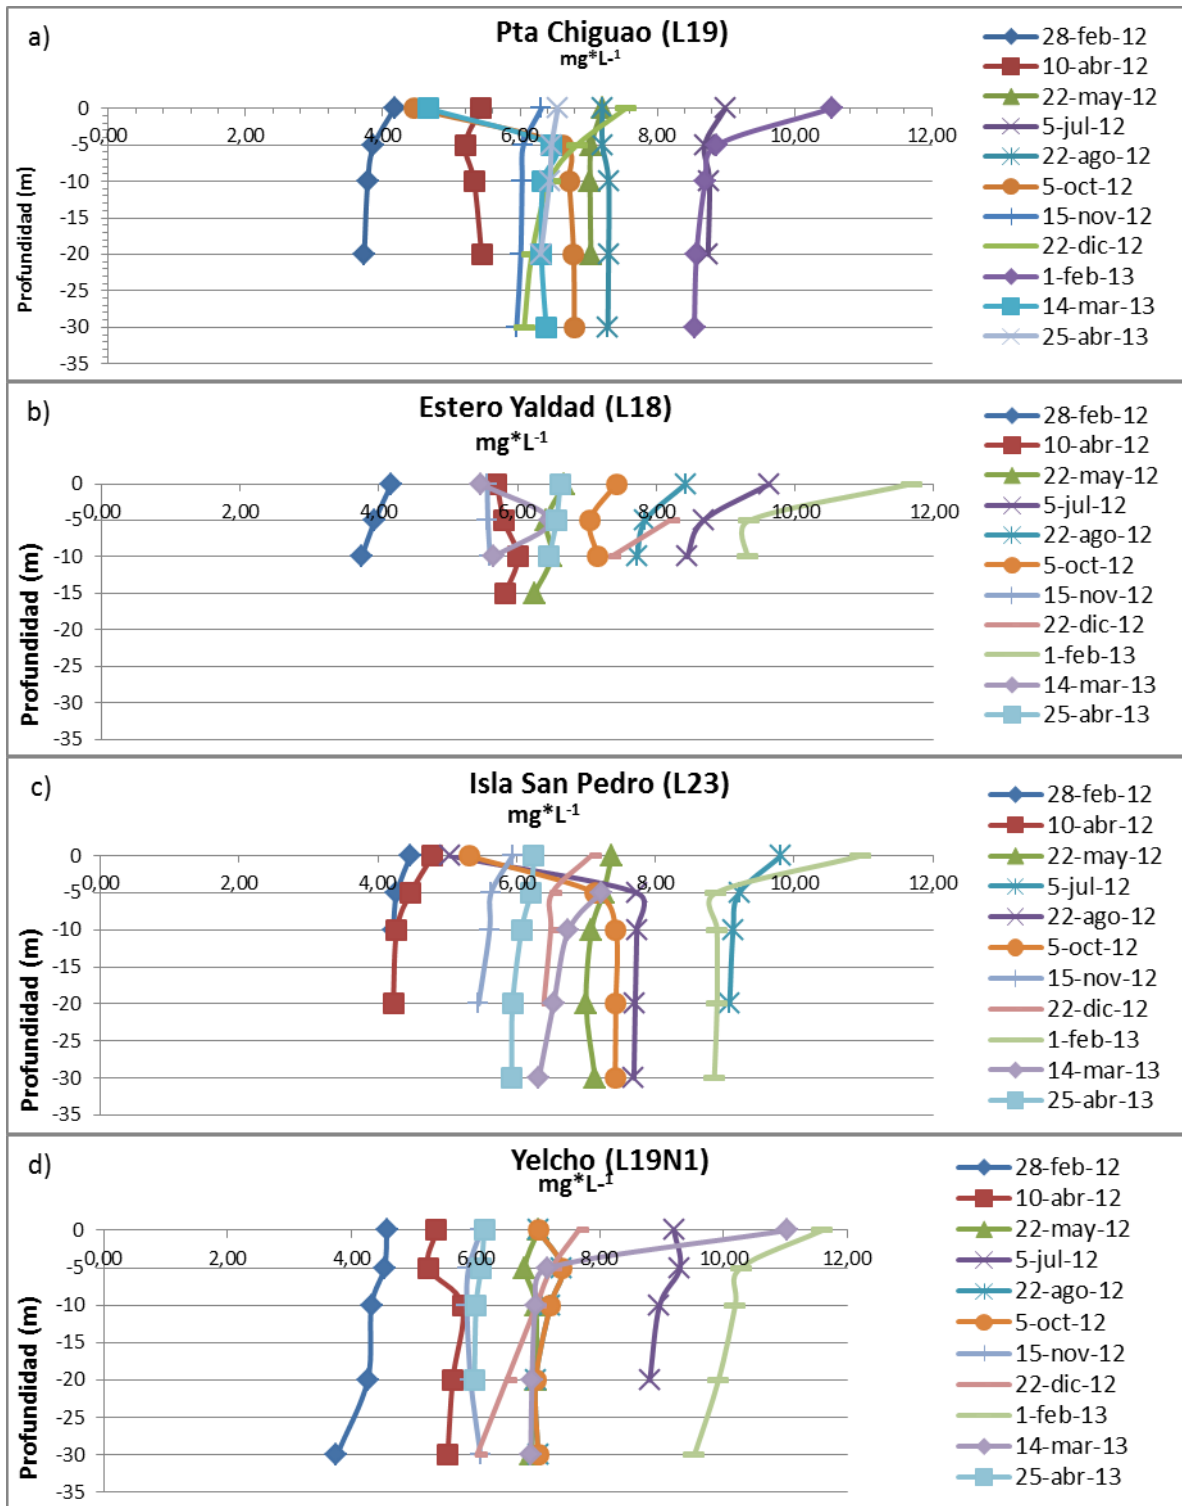 a)
Pta Chiguao (L19)
mg*L-¹
0,00 2,00 4,00 6,00 8,00 10,00 12,00
0
-5
-10
-15
-20
-25
-30
-35
Profundidad (m)
28-feb-12
10-abr-12
22-may-12
5-jul-12
22-ago-12
5-oct-12
15-nov-12
22-dic-12
1-feb-13
14-mar-13
25-abr-13
b)
Estero Yaldad (L18)
mg*L-¹
0,00 2,00 4,00 6,00 8,00 10,00 12,00
0
-5
-10
-15
-20
-25
-30
-35
Profundidad (m)
28-feb-12
10-abr-12
22-may-12
5-jul-12
22-ago-12
5-oct-12
15-nov-12
22-dic-12
1-feb-13
14-mar-13
25-abr-13
c)
Isla San Pedro (L23)
mg*L-¹
0,00 2,00 4,00 6,00 8,00 10,00 12,00
0
-5
-10
-15
-20
-25
-30
-35
Profundidad (m)
28-feb-12
10-abr-12
22-may-12
5-jul-12
22-ago-12
5-oct-12
15-nov-12
22-dic-12
1-feb-13
14-mar-13
25-abr-13
d)
Yelcho (L19N1)
mg*L-¹
0,00 2,00 4,00 6,00 8,00 10,00 12,00
0
-5
-10
-15
-20
-25
-30
-35
Profundidad (m)
28-feb-12
10-abr-12
22-may-12
5-jul-12
22-ago-12
5-oct-12
15-nov-12
22-dic-12
1-feb-13
14-mar-13
25-abr-13